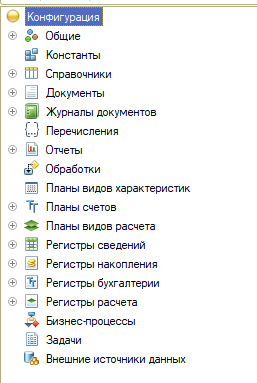 Конфигурация
Общие
Константы
Справочники
Документы
Журналы документов
Перечисления
Отчеты
Обработки
Планы видов характеристик
Планы счетов
Планы видов расчета
Регистры сведений
Регистры накопления
Регистры бухгалтерии
Регистры расчета
Бизнес-процессы
Задачи
Внешние источники данных